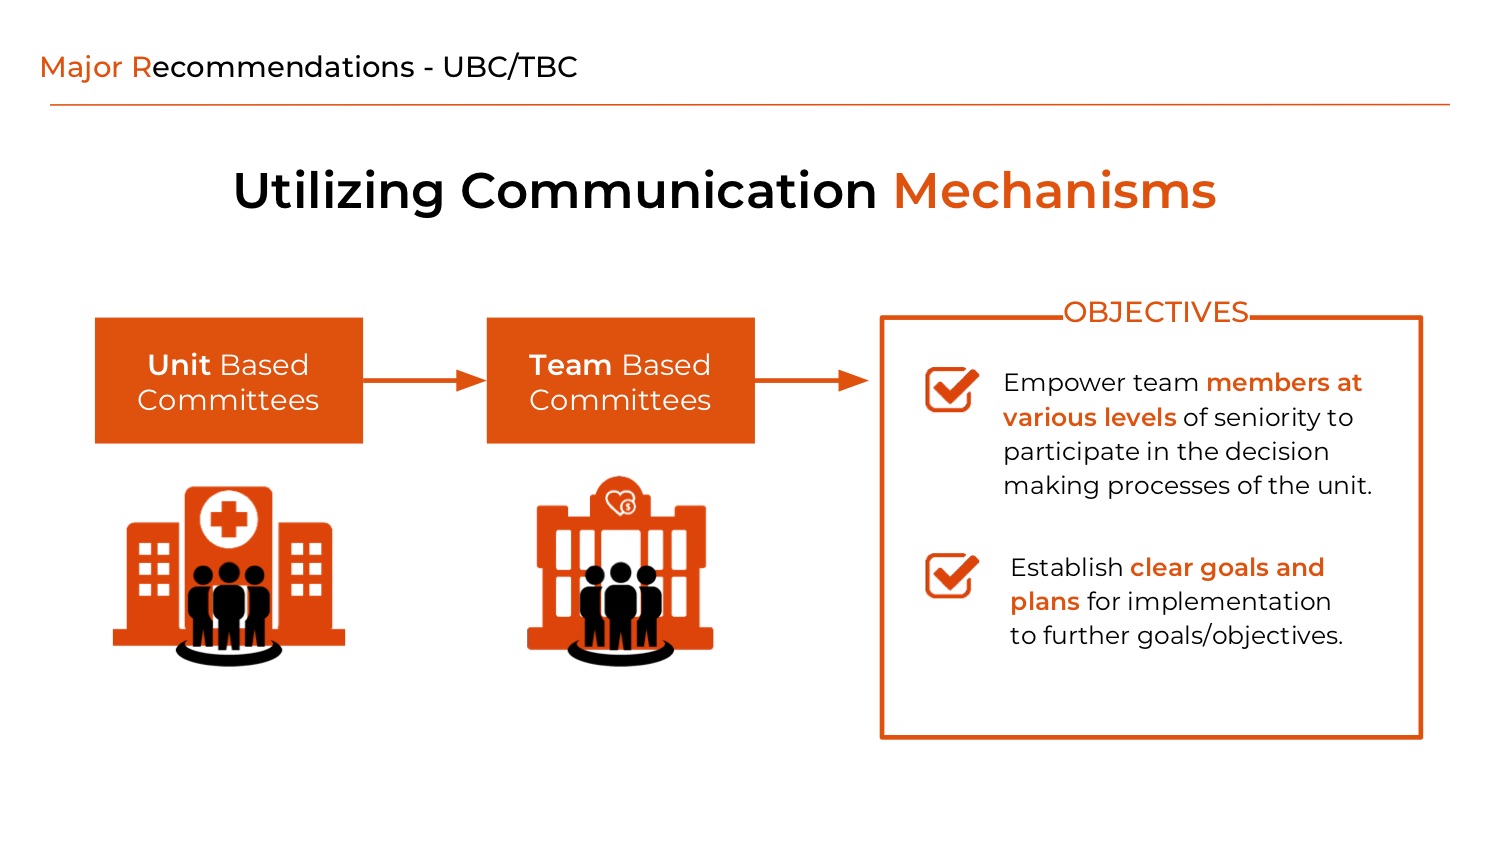 Major Recommendations - UBC/TBC
Utilizing Communication Mechanisms
Unit Based
Committees
Team Based
Committees
OBJECTIVES
Empower team members at
various levels of seniority to
participate in the decision
making processes of the unit.
Establish clear goals and
plans for implementation
to further goals/objectives.
$